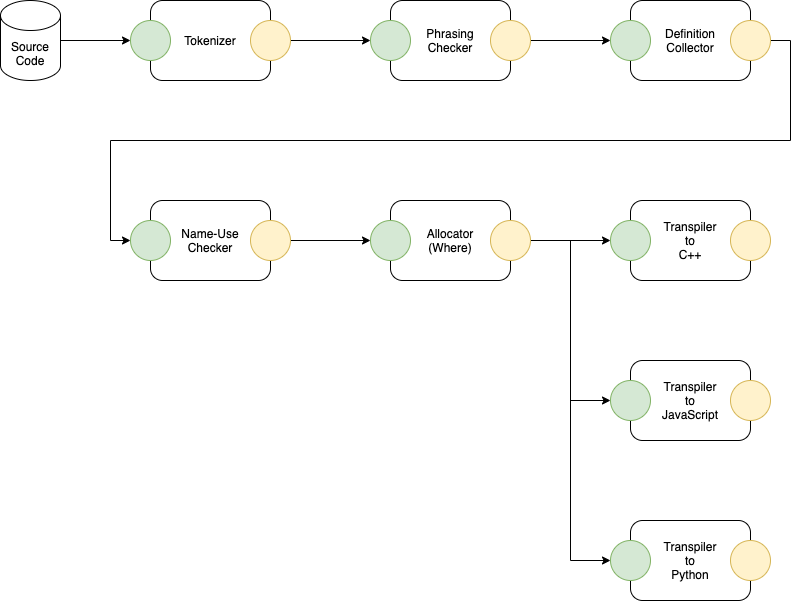 Source
Code
Tokenizer
Phrasing
Checker
Definition
Collector
Name-Use
Checker
Allocator
(Where)
Transpiler
to
C++
Transpiler
to
JavaScript
Transpiler
to
Python